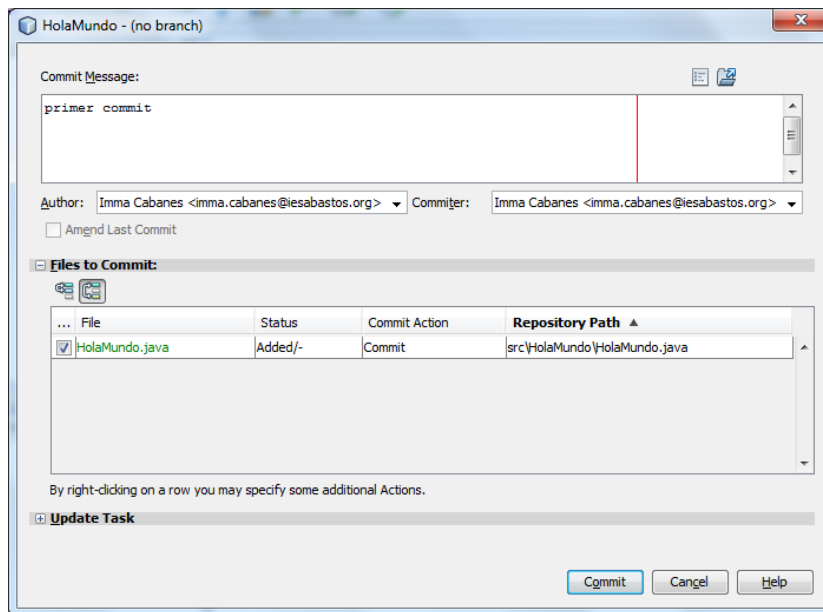 HolaMundo - (no branch)
Commit Message:
primer commit
Author: Imma Cabanes <imma.cabanes@iesabastos.org> Commiter: Imma Cabanes <imma.cabanes@iesabastos.org>
Amend Last Commit
Files to Commit:
... File Status Commit Action Repository Path
HolaMundo.java Added/- Commit src\HolaMundo\HolaMundo.java
By right-clicking on a row you may specify some additional Actions.
Update Task
Commit Cancel Help